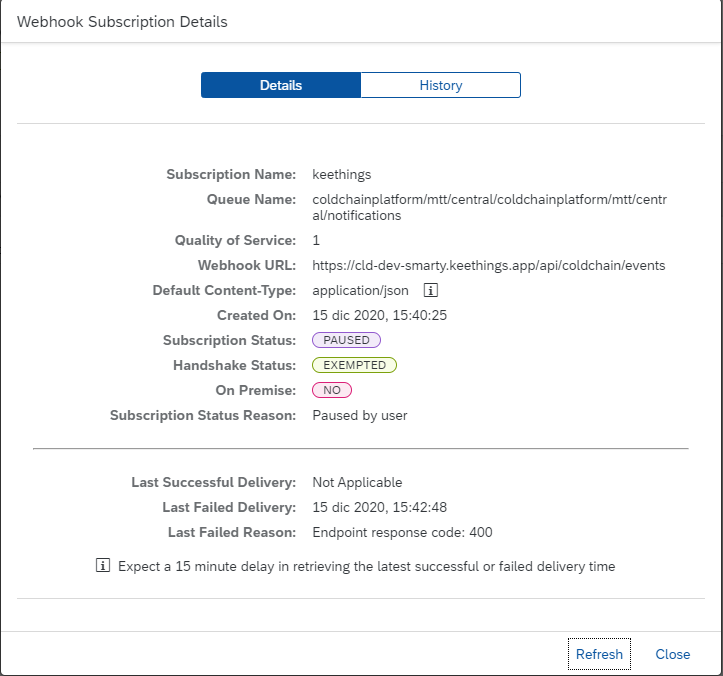 Webhook Subscription Details
Details
History
Subscription Name: keethings
Queue Name: coldchainplatform/mtt/central/coldchainplatform/mtt/centr
al/notifications
Quality of Service: 1
Webhook URL: https://cld-dev-smarty.keethings.app/api/coldchain/events
Default Content-Type: application/json
Created On: 15 dic 2020, 15:40:25
Subscription Status: PAUSED
Handshake Status: EXEMPTED
On Premise: NO
Subscription Status Reason: Paused by user
Last Successful Delivery: Not Applicable
Last Failed Delivery: 15 dic 2020, 15:42:48
Last Failed Reason: Endpoint response code: 400
Expect a 15 minute delay in retrieving the latest successful or failed delivery time
Refresh
Close